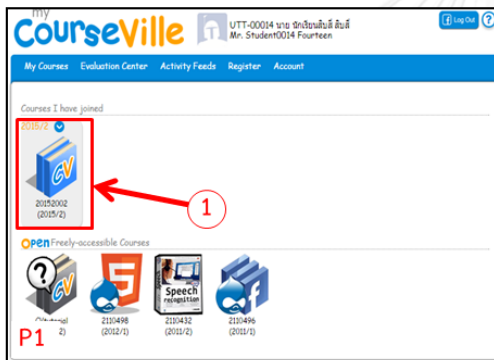 my
CourseVille
UTT-00014 นาย นักเรียนสิบสี่ สิบสี่
Mr. Student0014 Fourteen
Log Out
?
My Courses Evaluation Center Activity Feeds Register Account
Courses I have joined
2015/2
CV
20152002
(2015/2)
1
OPEN Freely-accessible Courses
? CV
5
Speech
recognition
f
2110498
(2012/1)
2110432
(2011/2)
2110496
(2011/1)
P1
2)